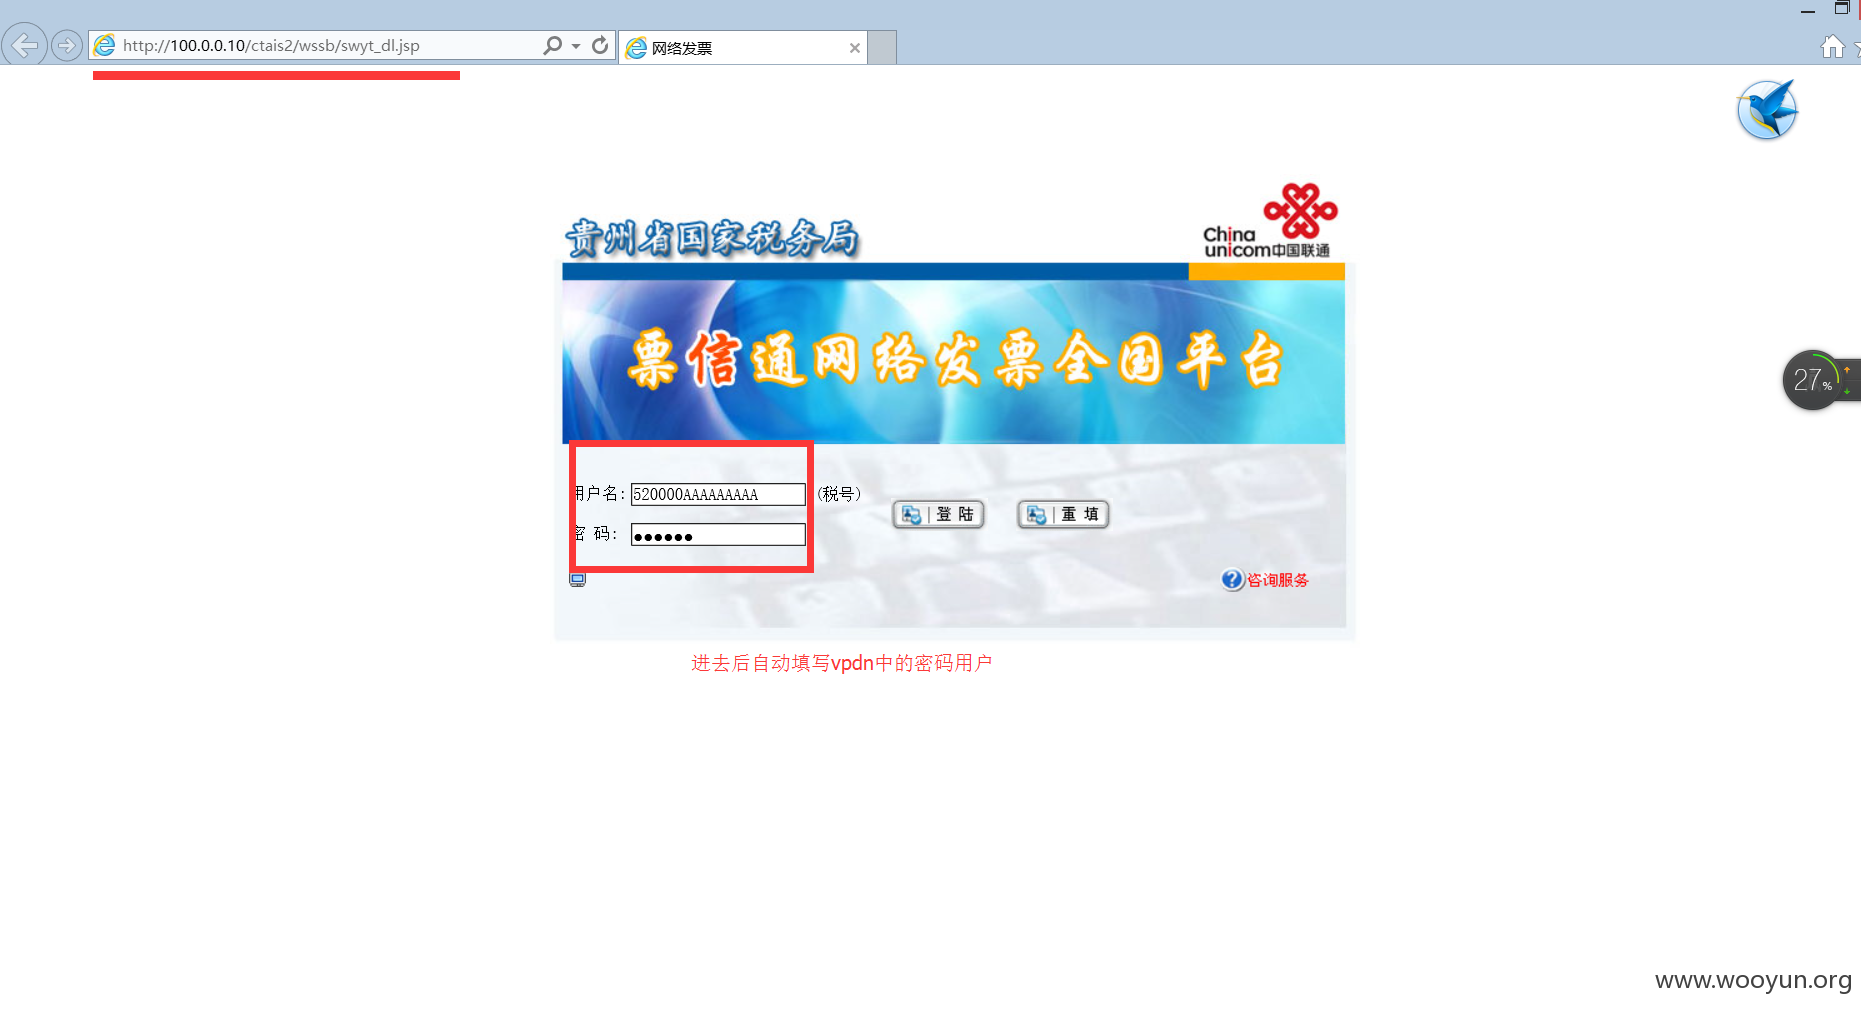 http://100.0.0.10/ctais2/wssb/swyt_dl.jsp
网络发票
贵州省国家税务局
China
unicom中国联通
票信通网络发票全国平台
27%
用户名: 520000AAAAAAAAA (税号)
密 码: ●●●●●●
登 陆
重 填
咨询服务
进去后自动填写vpdn中的密码用户
www.wooyun.org